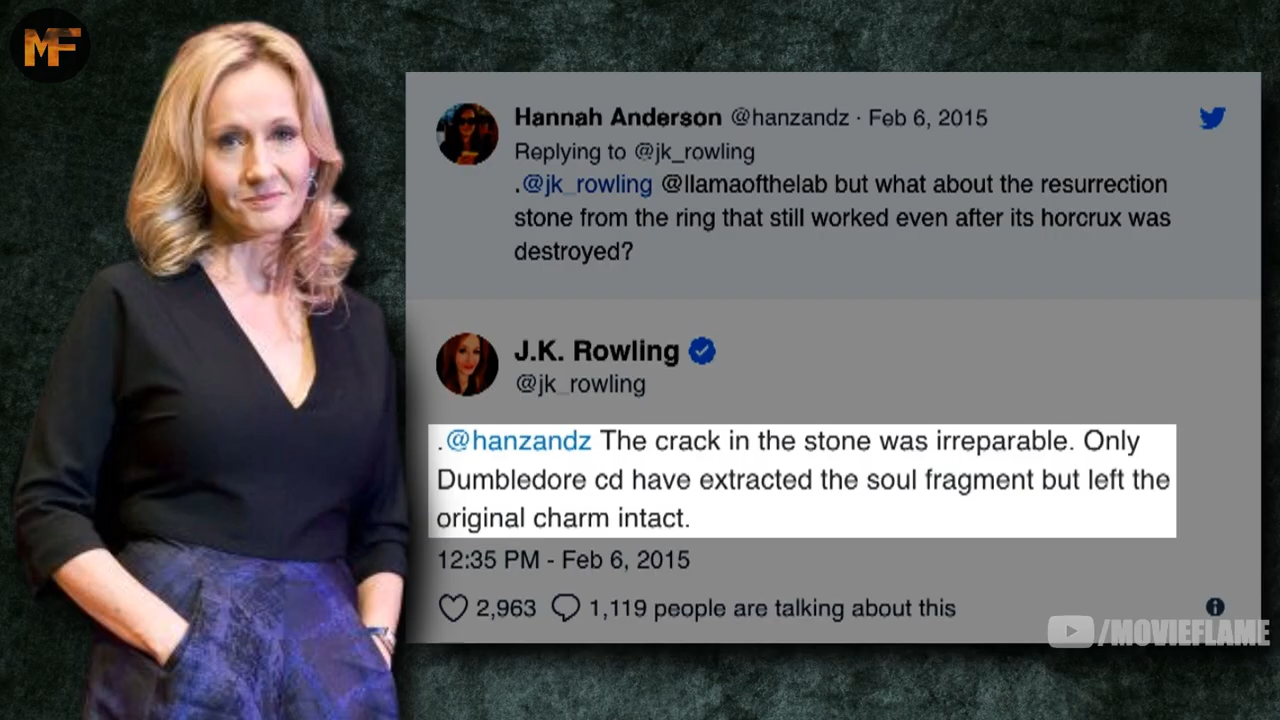 MF
Hannah Anderson @hanzandz · Feb 6, 2015
Replying to @jk_rowling
.@jk_rowling @llamaofthelab but what about the resurrection
stone from the ring that still worked even after its horcrux was
destroyed?
J.K. Rowling
@jk_rowling
.@hanzandz The crack in the stone was irreparable. Only
Dumbledore cd have extracted the soul fragment but left the
original charm intact.
12:35 PM - Feb 6, 2015
2,963 1,119 people are talking about this
/MOVIEFLAME